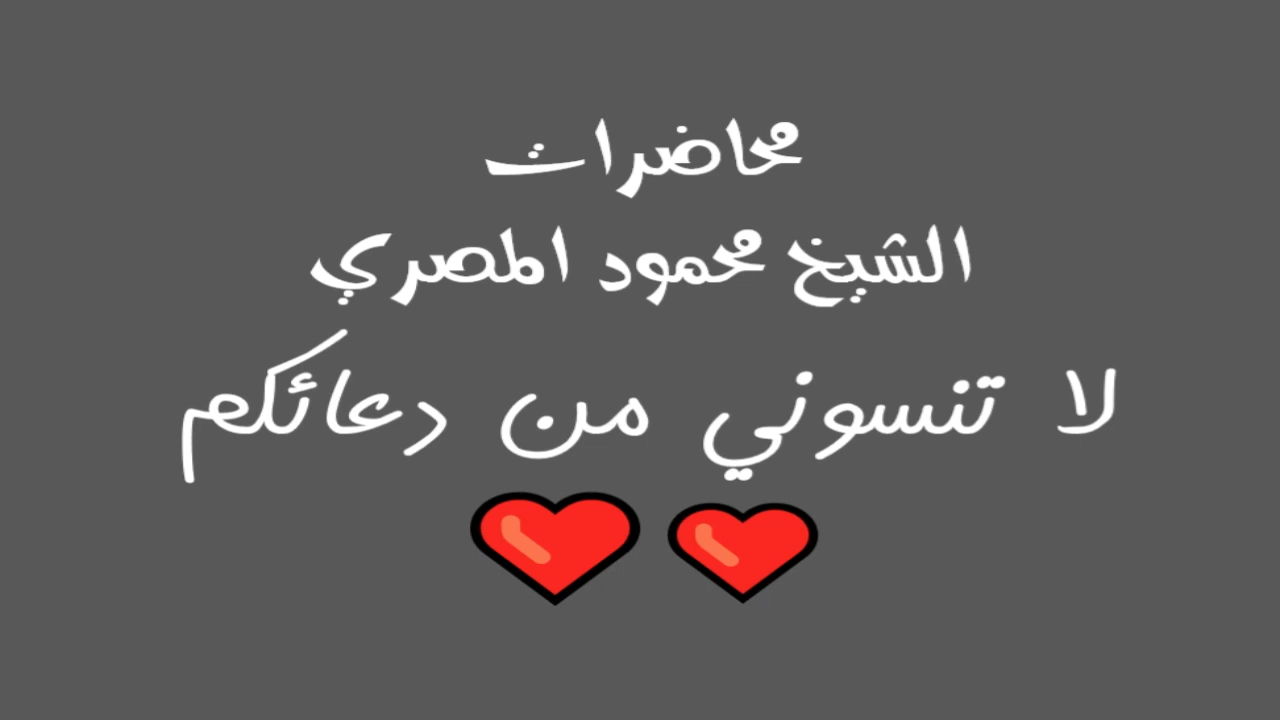 محاضرات
الشيخ محمود المصري
لا تنسوني من دعائكم